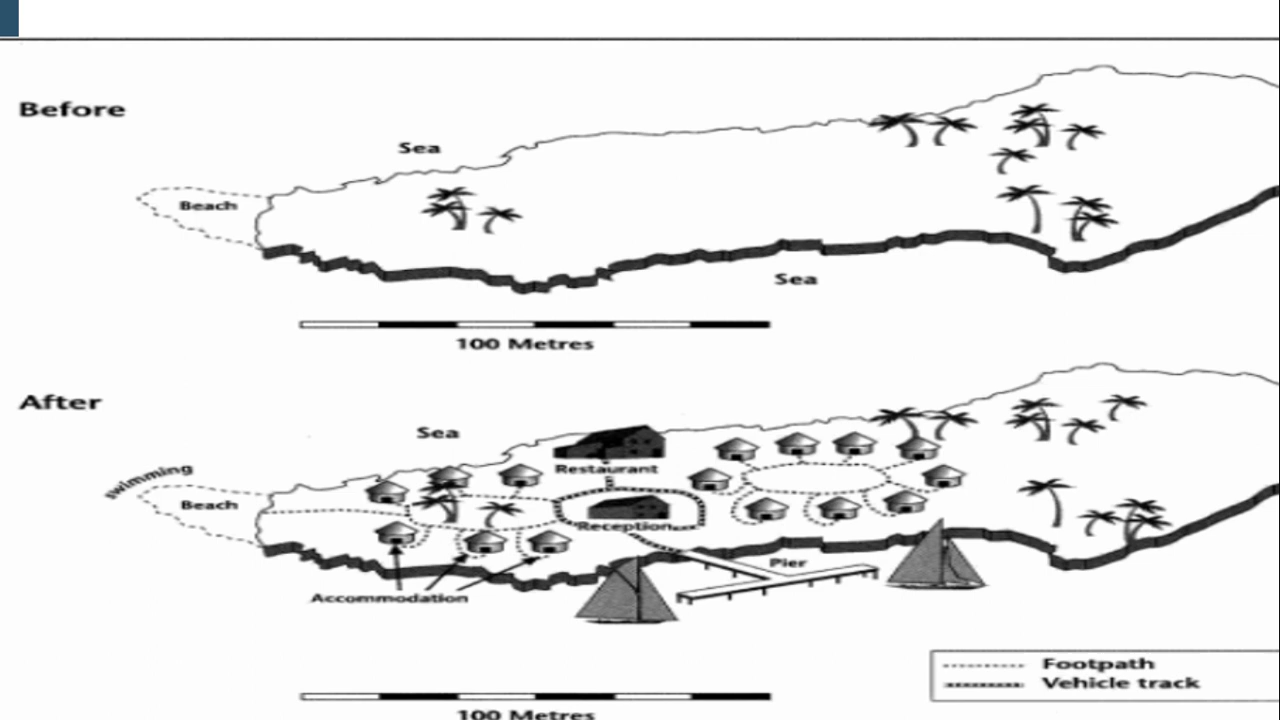 Before
Sea
Beach
Sea
100 Metres
After
Sea
swimming
Restaurant
Beach
Reception
Pier
Accommodation
Footpath
Vehicle track
100 Metres